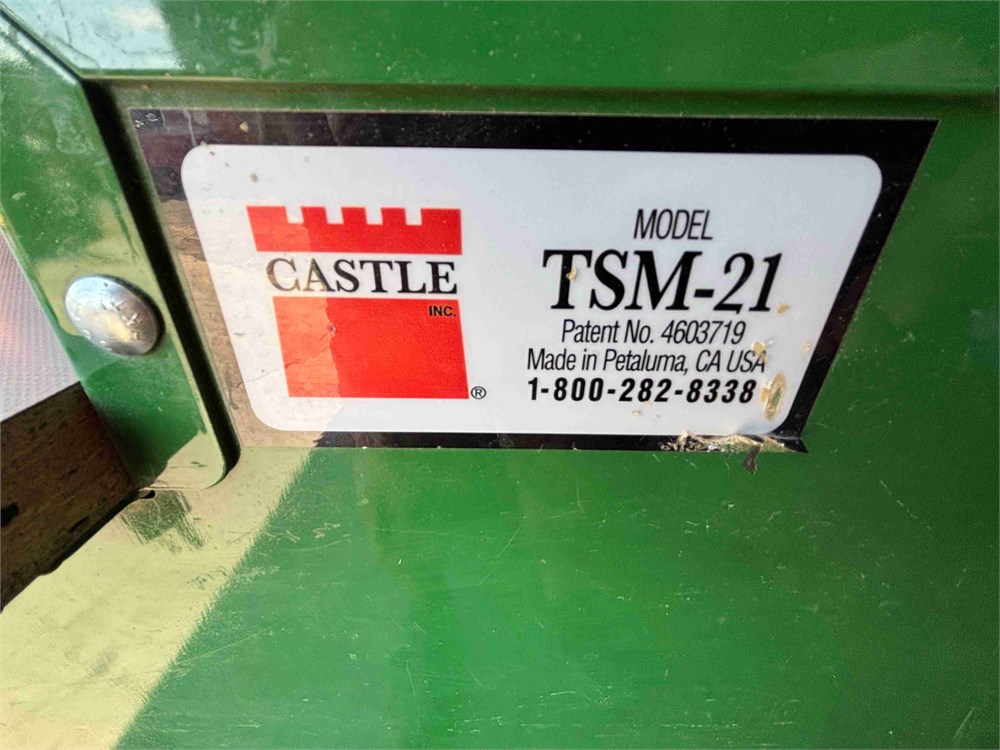 CASTLE
INC.
®
MODEL
TSM-21
Patent No. 4603719
Made in Petaluma, CA USA
1-800-282-8338